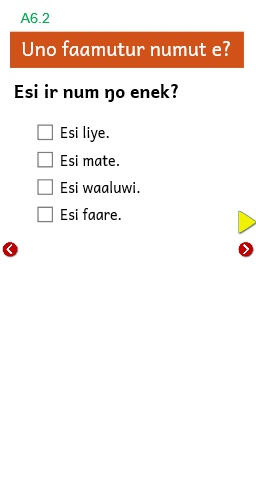 A6.2
Uno faamutur numut e?
Esi ir num ŋo enek?
Esi liye.
Esi mate.
Esi waaluwi.
Esi faare.